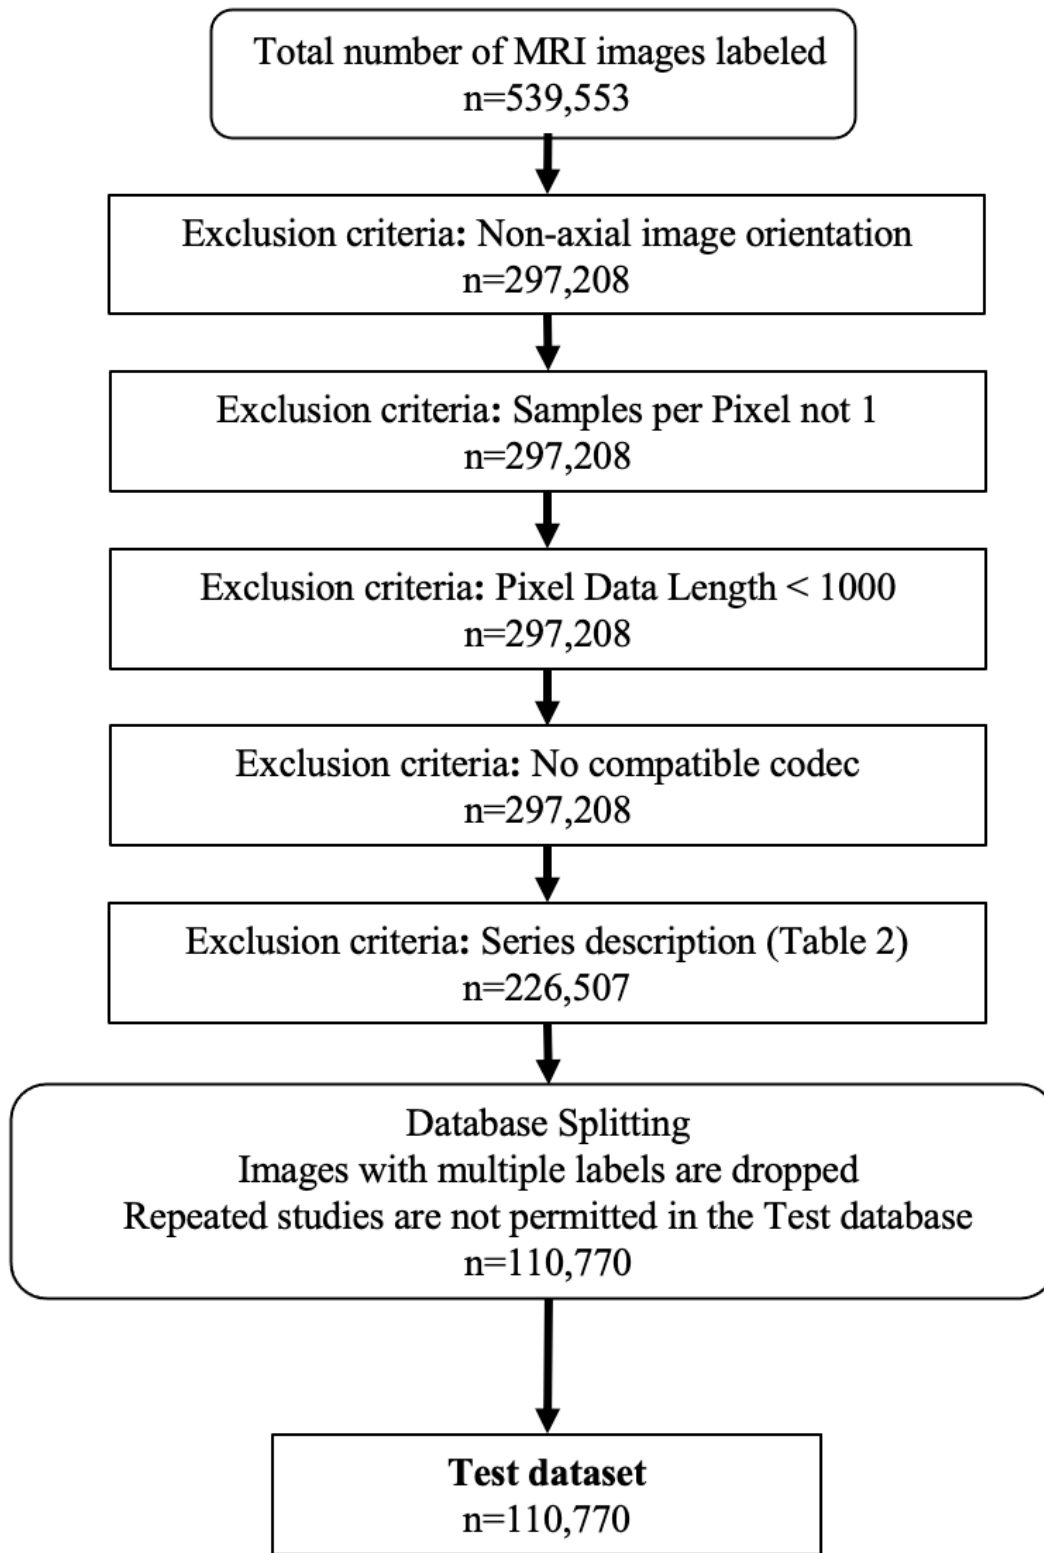 Total number of MRI images labeled
n=539,553
Exclusion criteria: Non-axial image orientation
n=297,208
Exclusion criteria: Samples per Pixel not 1
n=297,208
Exclusion criteria: Pixel Data Length < 1000
n=297,208
Exclusion criteria: No compatible codec
n=297,208
Exclusion criteria: Series description (Table 2)
n=226,507
Database Splitting
Images with multiple labels are dropped
Repeated studies are not permitted in the Test database
n=110,770
Test dataset
n=110,770